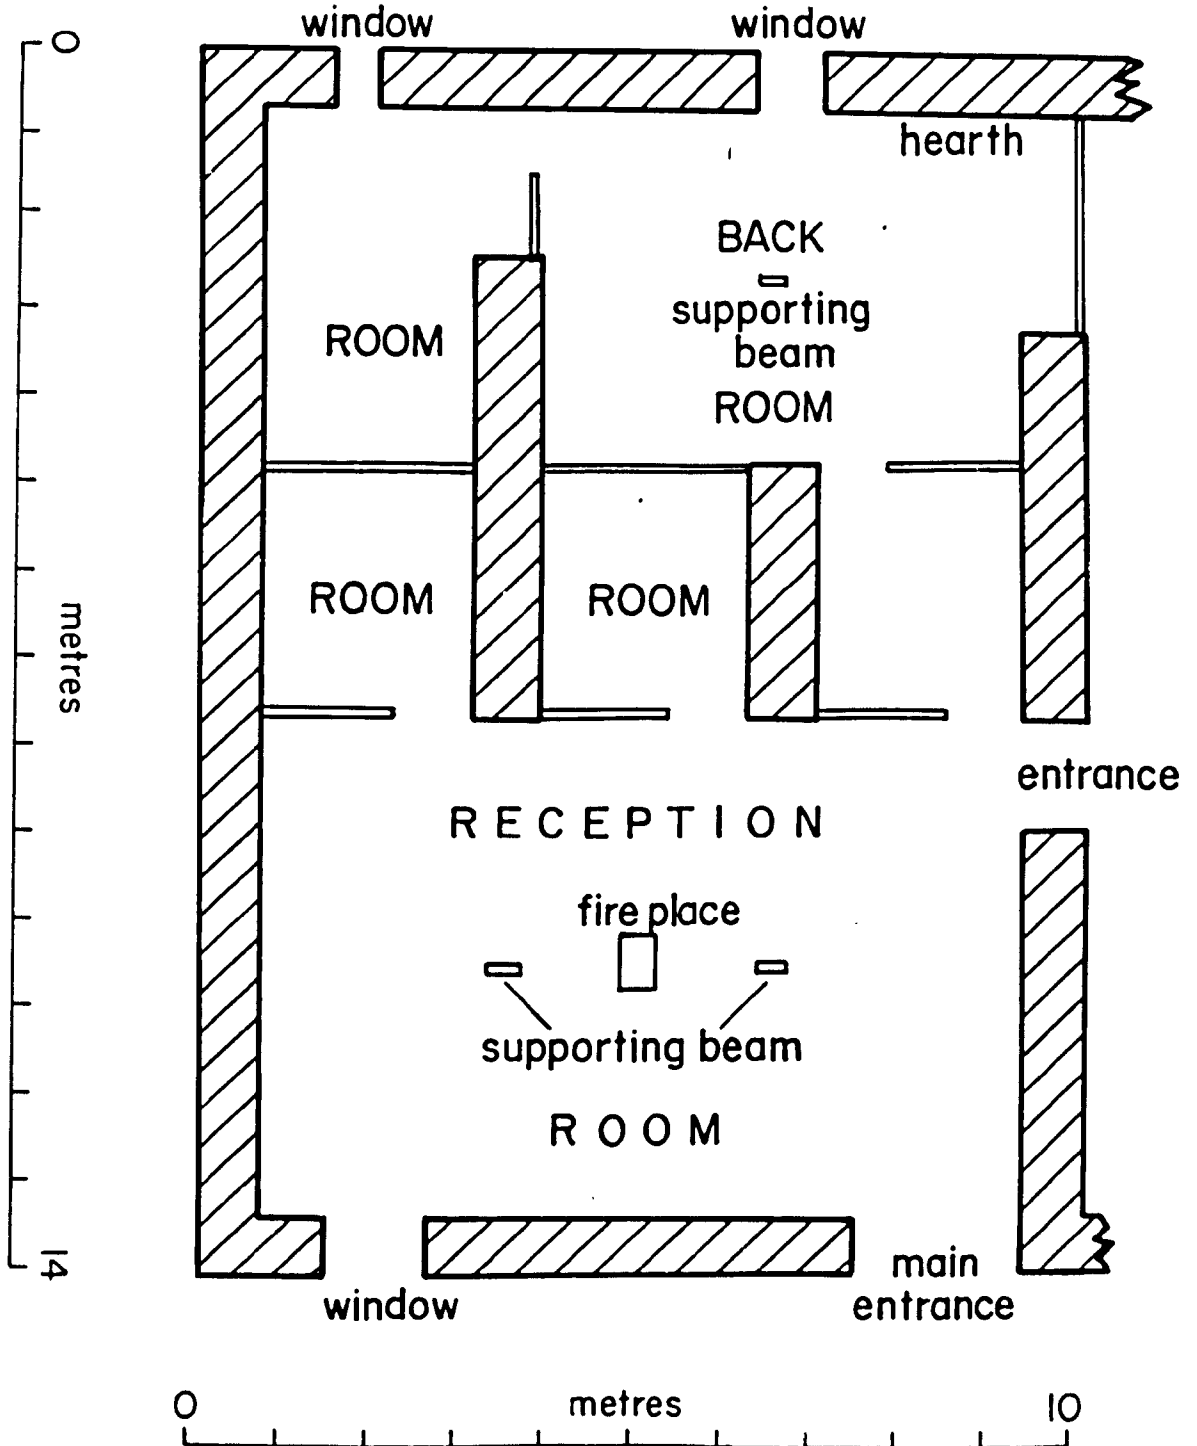 window window
0
hearth
BACK
supporting
beam
ROOM
ROOM
ROOM ROOM
metres
entrance
RECEPTION
fire place
supporting beam
ROOM
14
main
entrance
window
0 metres 10